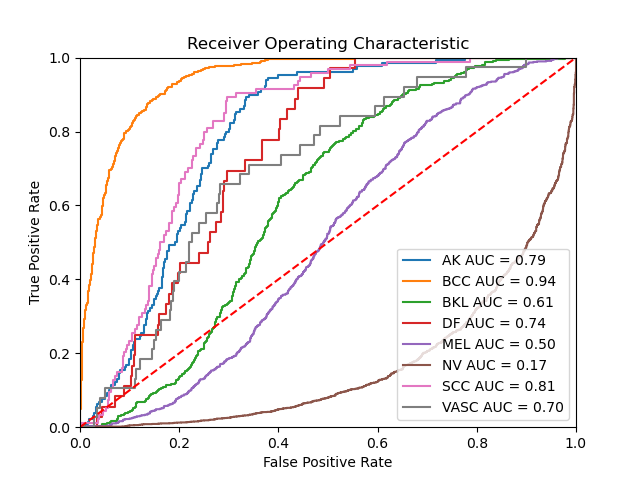 Receiver Operating Characteristic
True Positive Rate
1.0
0.8
0.6
0.4
0.2
0.0
AK AUC = 0.79
BCC AUC = 0.94
BKL AUC = 0.61
DF AUC = 0.74
MEL AUC = 0.50
NV AUC = 0.17
SCC AUC = 0.81
VASC AUC = 0.70
0.0 0.2 0.4 0.6 0.8 1.0
False Positive Rate